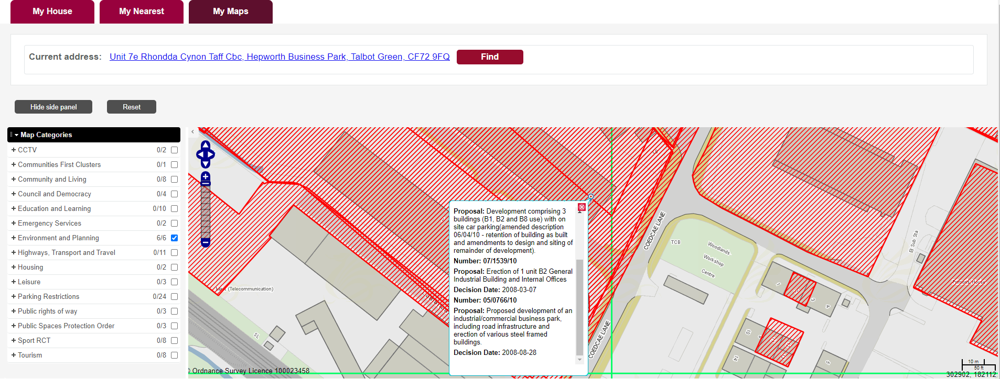 My House
My Nearest
My Maps
Current address:
Unit 7e Rhondda Cynon Taff Cbc, Hepworth Business Park, Talbot Green, CF72 9FQ
Find
Hide side panel
Reset
Map Categories
CCTV 0/2
Communities First Clusters 0/1
Community and Living 0/8
Council and Democracy 0/4
Education and Learning 0/10
Emergency Services 0/2
Environment and Planning 6/6
Highways, Transport and Travel 0/11
Housing 0/2
Leisure 0/3
Parking Restrictions 0/24
Public rights of way 0/3
Public Spaces Protection Order 0/3
Sport RCT 0/8
Tourism 0/8
LB
Proposal: Development comprising 3
buildings (B1, B2 and B8 use) with on
site car parking(amended description
06/04/10 - retention of building as built
and amendments to design and siting of
remainder of development).
Number: 07/1539/10
Proposal: Erection of 1 unit B2 General
Industrial Building and Internal Offices
Decision Date: 2008-03-07
Number: 05/0766/10
Proposal: Proposed development of an
industrial/commercial business park,
including road infrastructure and
erection of various steel framed
buildings.
Decision Date: 2008-08-28
COEDCAE LANE
TCB
Woodlands
Workshop
Centre
El Sub Sta
Primoris House
Mast (Telecommunication)
SL
COEDCAE LANE
1
2
3
4
10
9
14
10 m
50 ft
302902, 182112
© Ordnance Survey Licence 100023458